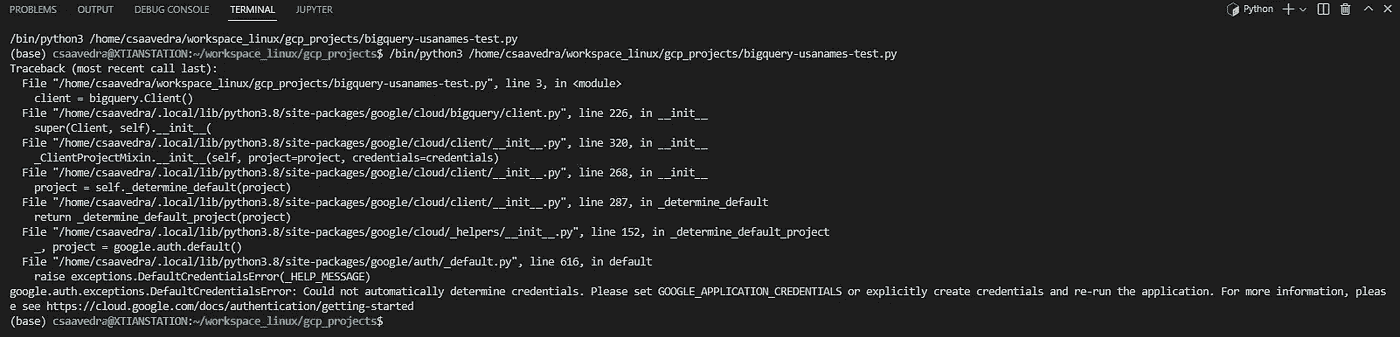 PROBLEMS OUTPUT DEBUG CONSOLE TERMINAL JUPYTER Python
/bin/python3 /home/csaavedra/workspace_linux/gcp_projects/bigquery-usanames-test.py
(base) csaavedra@XTIANSTATION:~/workspace_linux/gcp_projects$ /bin/python3 /home/csaavedra/workspace_linux/gcp_projects/bigquery-usanames-test.py
Traceback (most recent call last):
  File "/home/csaavedra/workspace_linux/gcp_projects/bigquery-usanames-test.py", line 3, in <module>
    client = bigquery.Client()
  File "/home/csaavedra/.local/lib/python3.8/site-packages/google/cloud/bigquery/client.py", line 226, in __init__
    super(Client, self).__init__(
  File "/home/csaavedra/.local/lib/python3.8/site-packages/google/cloud/client/__init__.py", line 320, in __init__
    _ClientProjectMixin.__init__(self, project=project, credentials=credentials)
  File "/home/csaavedra/.local/lib/python3.8/site-packages/google/cloud/client/__init__.py", line 268, in __init__
    project = self._determine_default(project)
  File "/home/csaavedra/.local/lib/python3.8/site-packages/google/cloud/client/__init__.py", line 287, in _determine_default
    return _determine_default_project(project)
  File "/home/csaavedra/.local/lib/python3.8/site-packages/google/cloud/_helpers/__init__.py", line 152, in _determine_default_project
    _, project = google.auth.default()
  File "/home/csaavedra/.local/lib/python3.8/site-packages/google/auth/_default.py", line 616, in default
    raise exceptions.DefaultCredentialsError(_HELP_MESSAGE)
google.auth.exceptions.DefaultCredentialsError: Could not automatically determine credentials. Please set GOOGLE_APPLICATION_CREDENTIALS or explicitly create credentials and re-run the application. For more information, pleas
e see https://cloud.google.com/docs/authentication/getting-started
(base) csaavedra@XTIANSTATION:~/workspace_linux/gcp_projects$